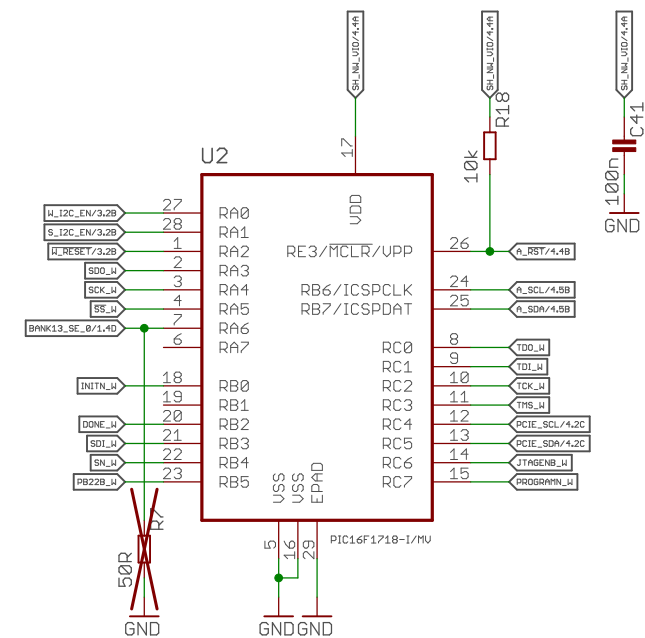 SH_NW_VIO/4.4A
SH_NW_VIO/4.4A
SH_NW_VIO/4.4A
R18
10k
C41
100n
GND
17
U2
VDD
27
RA0
W_I2C_EN/3.2B
28
RA1
S_I2C_EN/3.2B
1
RA2
W_RESET/3.2B
2
RA3
SDO_W
3
RA4
SCK_W
4
RA5
SS_W
7
RA6
BANK13_SE_0/1.4D
6
RA7
18
RB0
INITN_W
19
RB1
20
RB2
DONE_W
21
RB3
SDI_W
22
RB4
SN_W
23
RB5
PB22B_W
RE3/MCLR/VPP
26
A_RST/4.4B
RB6/ICSPCLK
24
A_SCL/4.5B
RB7/ICSPDAT
25
A_SDA/4.5B
RC0
8
TDO_W
RC1
9
TDI_W
RC2
10
TCK_W
RC3
11
TMS_W
RC4
12
PCIE_SCL/4.2C
RC5
13
PCIE_SDA/4.2C
RC6
14
JTAGENB_W
RC7
15
PROGRAMN_W
VSS
VSS
EPAD
5
16
29
PIC16F1718-I/MV
R7
50R
GND
GND
GND